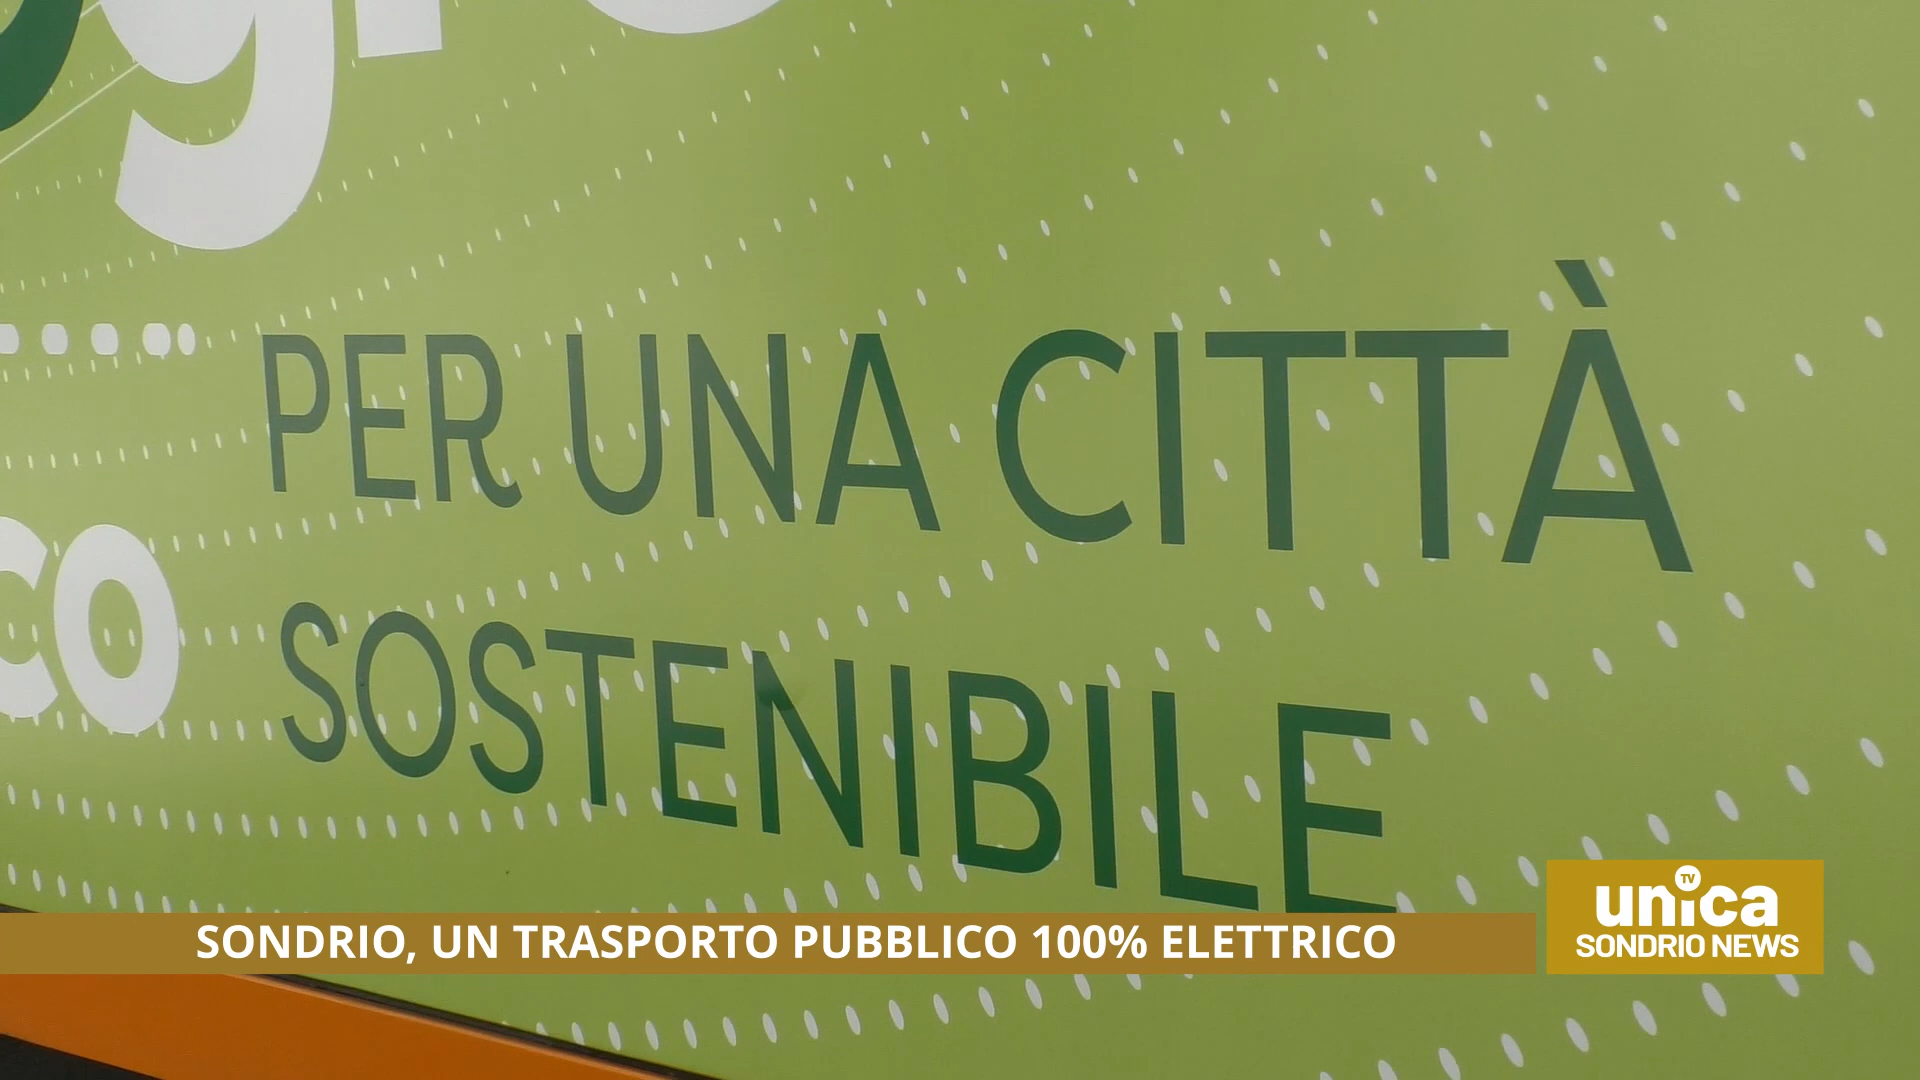 PER UNA CITTÀ
SOSTENIBILE
SONDRIO, UN TRASPORTO PUBBLICO 100% ELETTRICO
unica TV
SONDRIO NEWS